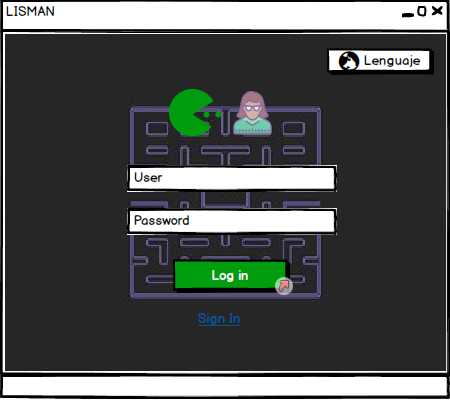 LISMAN
Lenguaje
User
Password
Log in
Sign In